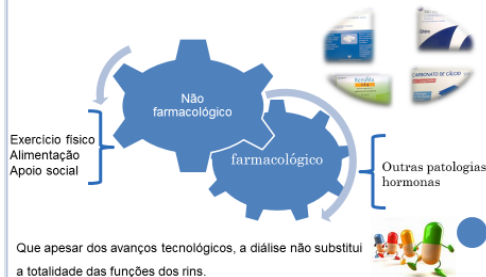 Não
farmacológico
farmacológico
Exercício físico
Alimentação
Apoio social
CARBONATO DE CÁLCIO
Outras patologias
hormonas
Que apesar dos avanços tecnológicos, a diálise não substitui
a totalidade das funções dos rins.